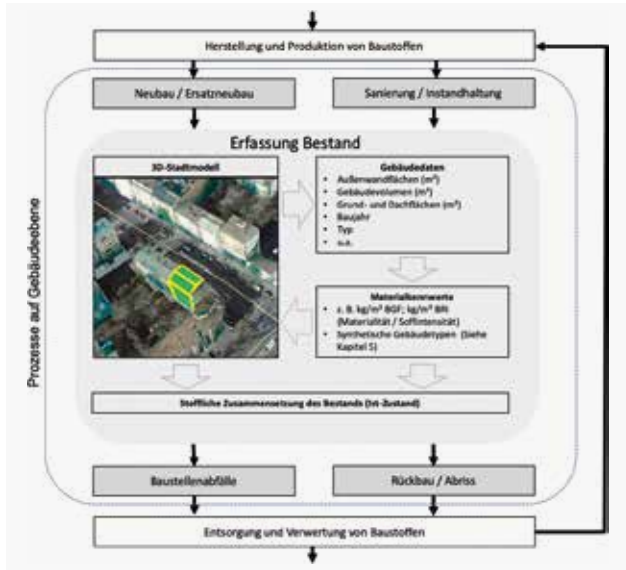 Herstellung und Produktion von Baustoffen
Neubau / Ersatzneubau
Sanierung / Instandhaltung
Prozesse auf Gebäudeebene
Erfassung Bestand
3D-Stadtmodell
Gebäudedaten
• Außenwandflächen (m²)
• Gebäudevolumen (m³)
• Grund- und Dachflächen (m²)
• Baujahr
• Typ
• u.a.
Materialkennwerte
• z. B. kg/m² BGF; kg/m³ BRI
(Materialität / Stoffintensität)
• Synthetische Gebäudetypen (Siehe
Kapitel 5)
Stoffliche Zusammensetzung des Bestands (Ist-Zustand)
Baustellenabfälle
Rückbau / Abriss
Entsorgung und Verwertung von Baustoffen